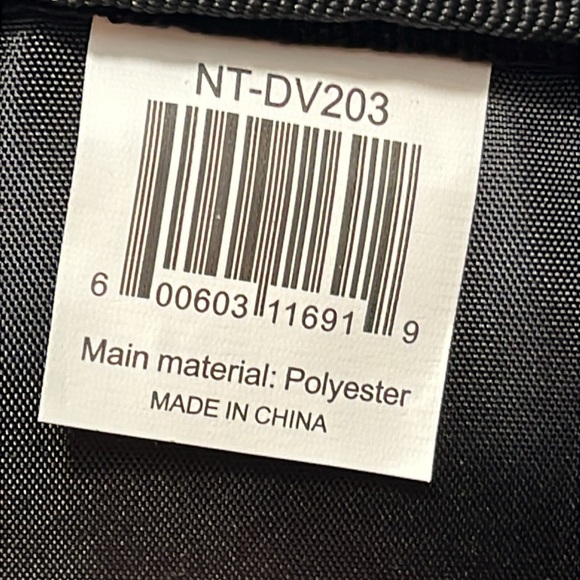 NT-DV203
6 00603 11691 9
Main material: Polyester
MADE IN CHINA